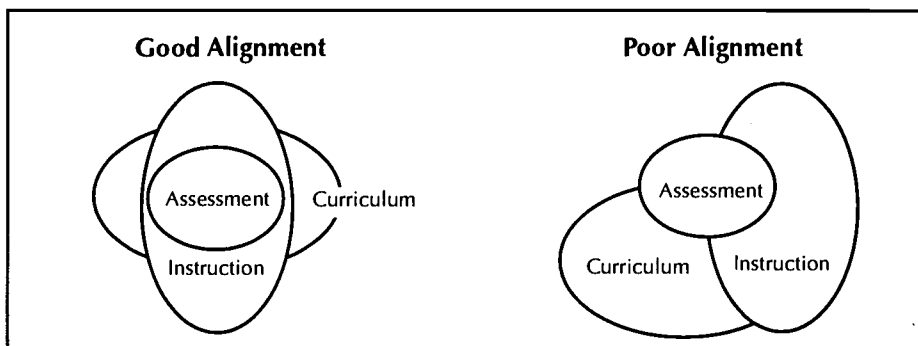 Good Alignment
Assessment
Curriculum
Instruction
Poor Alignment
Assessment
Curriculum
Instruction